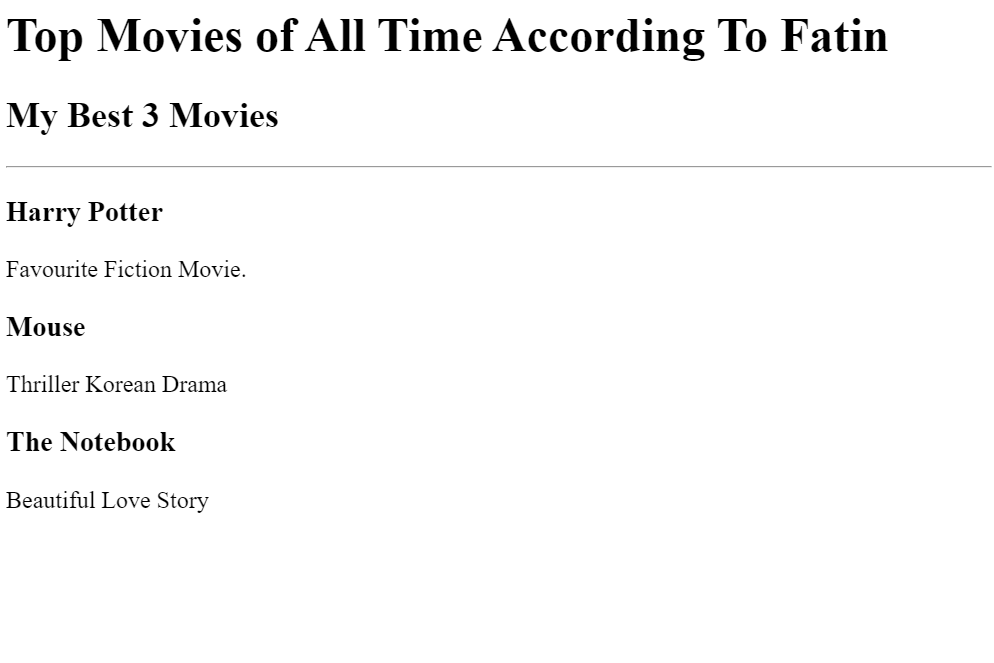 Top Movies of All Time According To Fatin
My Best 3 Movies
Harry Potter
Favourite Fiction Movie.
Mouse
Thriller Korean Drama
The Notebook
Beautiful Love Story